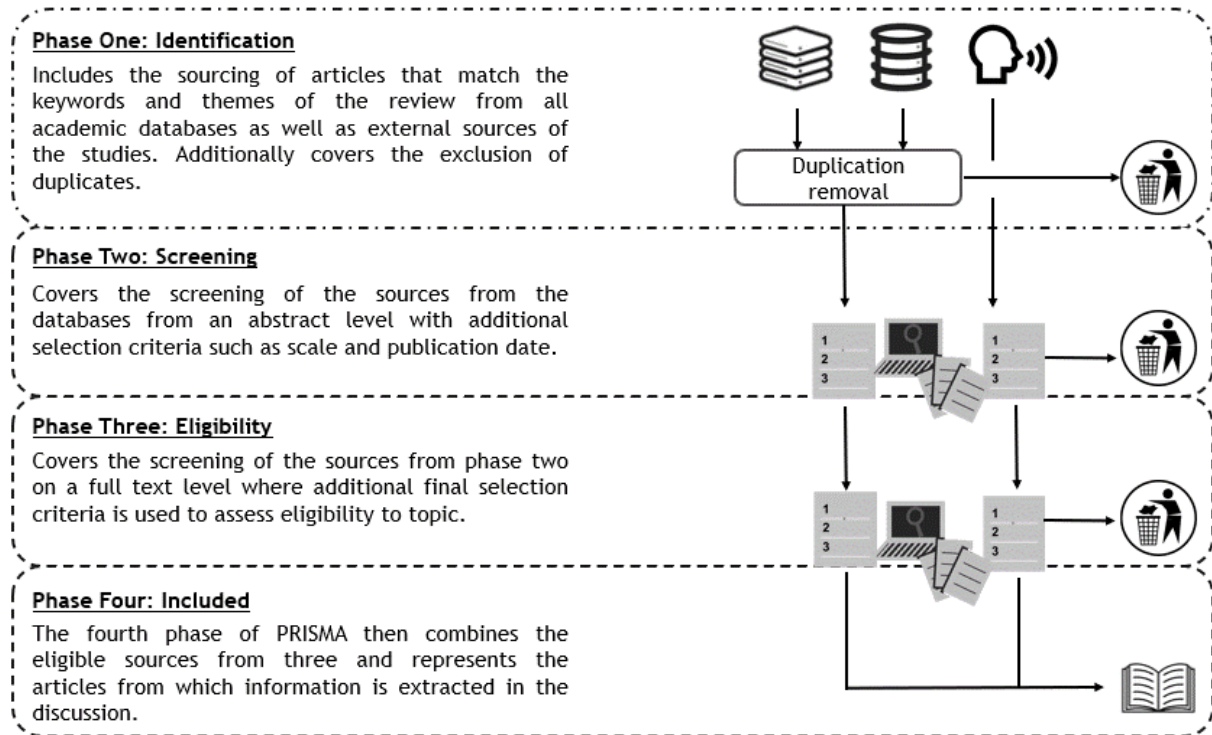 Phase One: Identification
Includes the sourcing of articles that match the
keywords and themes of the review from all
academic databases as well as external sources of
the studies. Additionally covers the exclusion of
duplicates.
Duplication
removal
Phase Two: Screening
Covers the screening of the sources from the
databases from an abstract level with additional
selection criteria such as scale and publication date.
1
2
3
1
2
3
Phase Three: Eligibility
Covers the screening of the sources from phase two
on a full text level where additional final selection
criteria is used to assess eligibility to topic.
1
2
3
1
2
3
Phase Four: Included
The fourth phase of PRISMA then combines the
eligible sources from three and represents the
articles from which information is extracted in the
discussion.